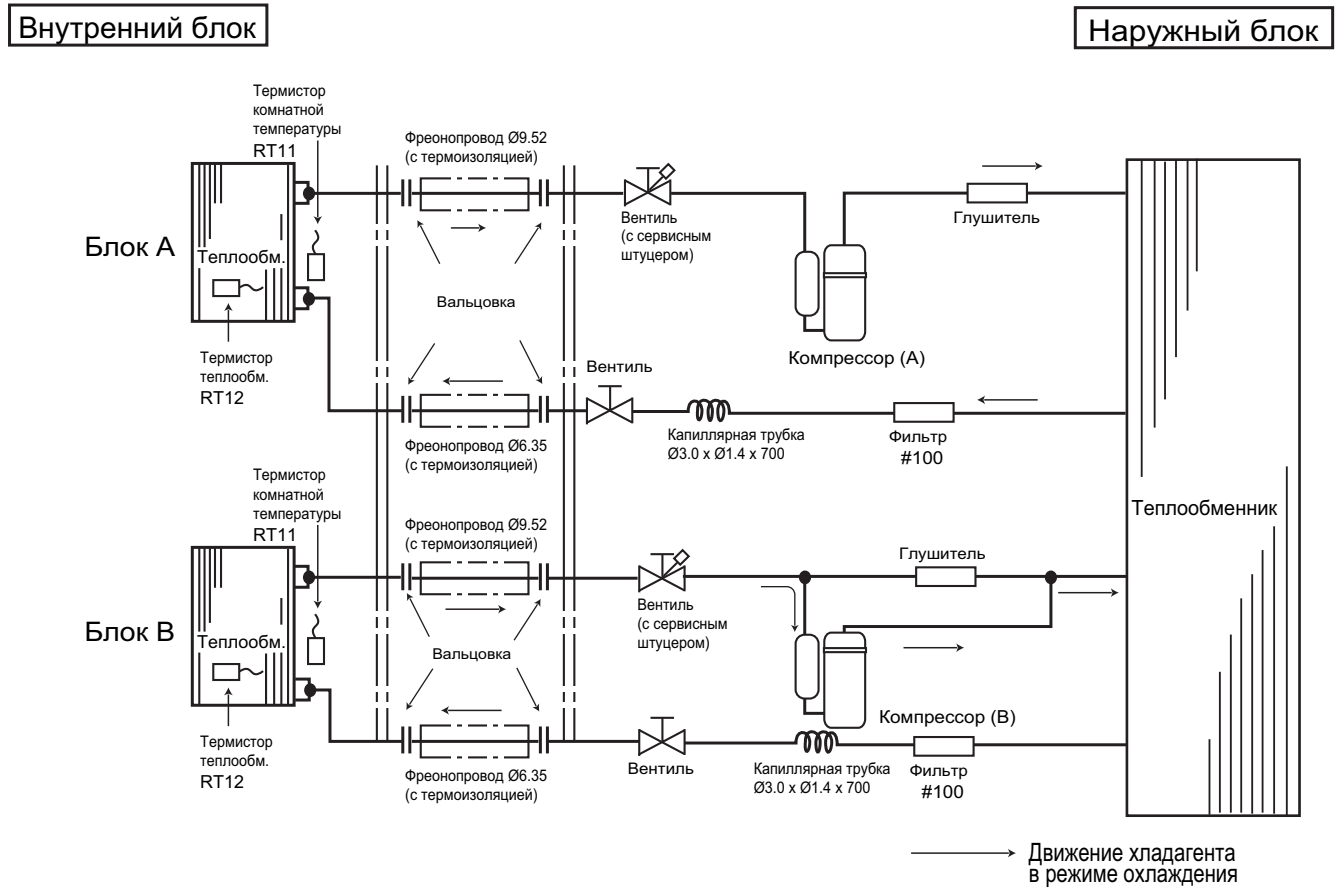 Внутренний блок
Наружный блок
Термистор
комнатной
температуры
RT11
Фреонопровод Ø9.52
(с термоизоляцией)
Вентиль
(с сервисным
штуцером)
Глушитель
Блок A
Теплообм.
Вальцовка
Компрессор (A)
Термистор
теплообм.
RT12
Вентиль
Фреонопровод Ø6.35
(с термоизоляцией)
Капиллярная трубка
Ø3.0 x Ø1.4 x 700
Фильтр
#100
Теплообменник
Термистор
комнатной
температуры
RT11
Фреонопровод Ø9.52
(с термоизоляцией)
Глушитель
Вентиль
(с сервисным
штуцером)
Блок B
Теплообм.
Вальцовка
Компрессор (B)
Термистор
теплообм.
RT12
Фреонопровод Ø6.35
(с термоизоляцией)
Вентиль
Капиллярная трубка
Ø3.0 x Ø1.4 x 700
Фильтр
#100
Движение хладагента
в режиме охлаждения